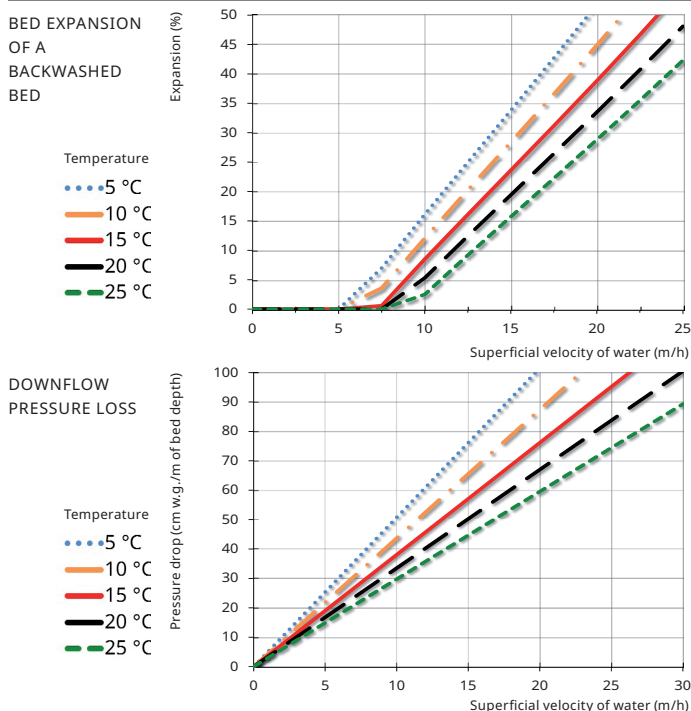 BED EXPANSION
OF A
BACKWASHED
BED
Temperature
5 °C
10 °C
15 °C
20 °C
25 °C
Expansion (%)
50
45
40
35
30
25
20
15
10
5
0
0 5 10 15 20 25
Superficial velocity of water (m/h)
DOWNFLOW
PRESSURE LOSS
Temperature
5 °C
10 °C
15 °C
20 °C
25 °C
Pressure drop (cm w.g./m of bed depth)
100
90
80
70
60
50
40
30
20
10
0
0 5 10 15 20 25 30
Superficial velocity of water (m/h)